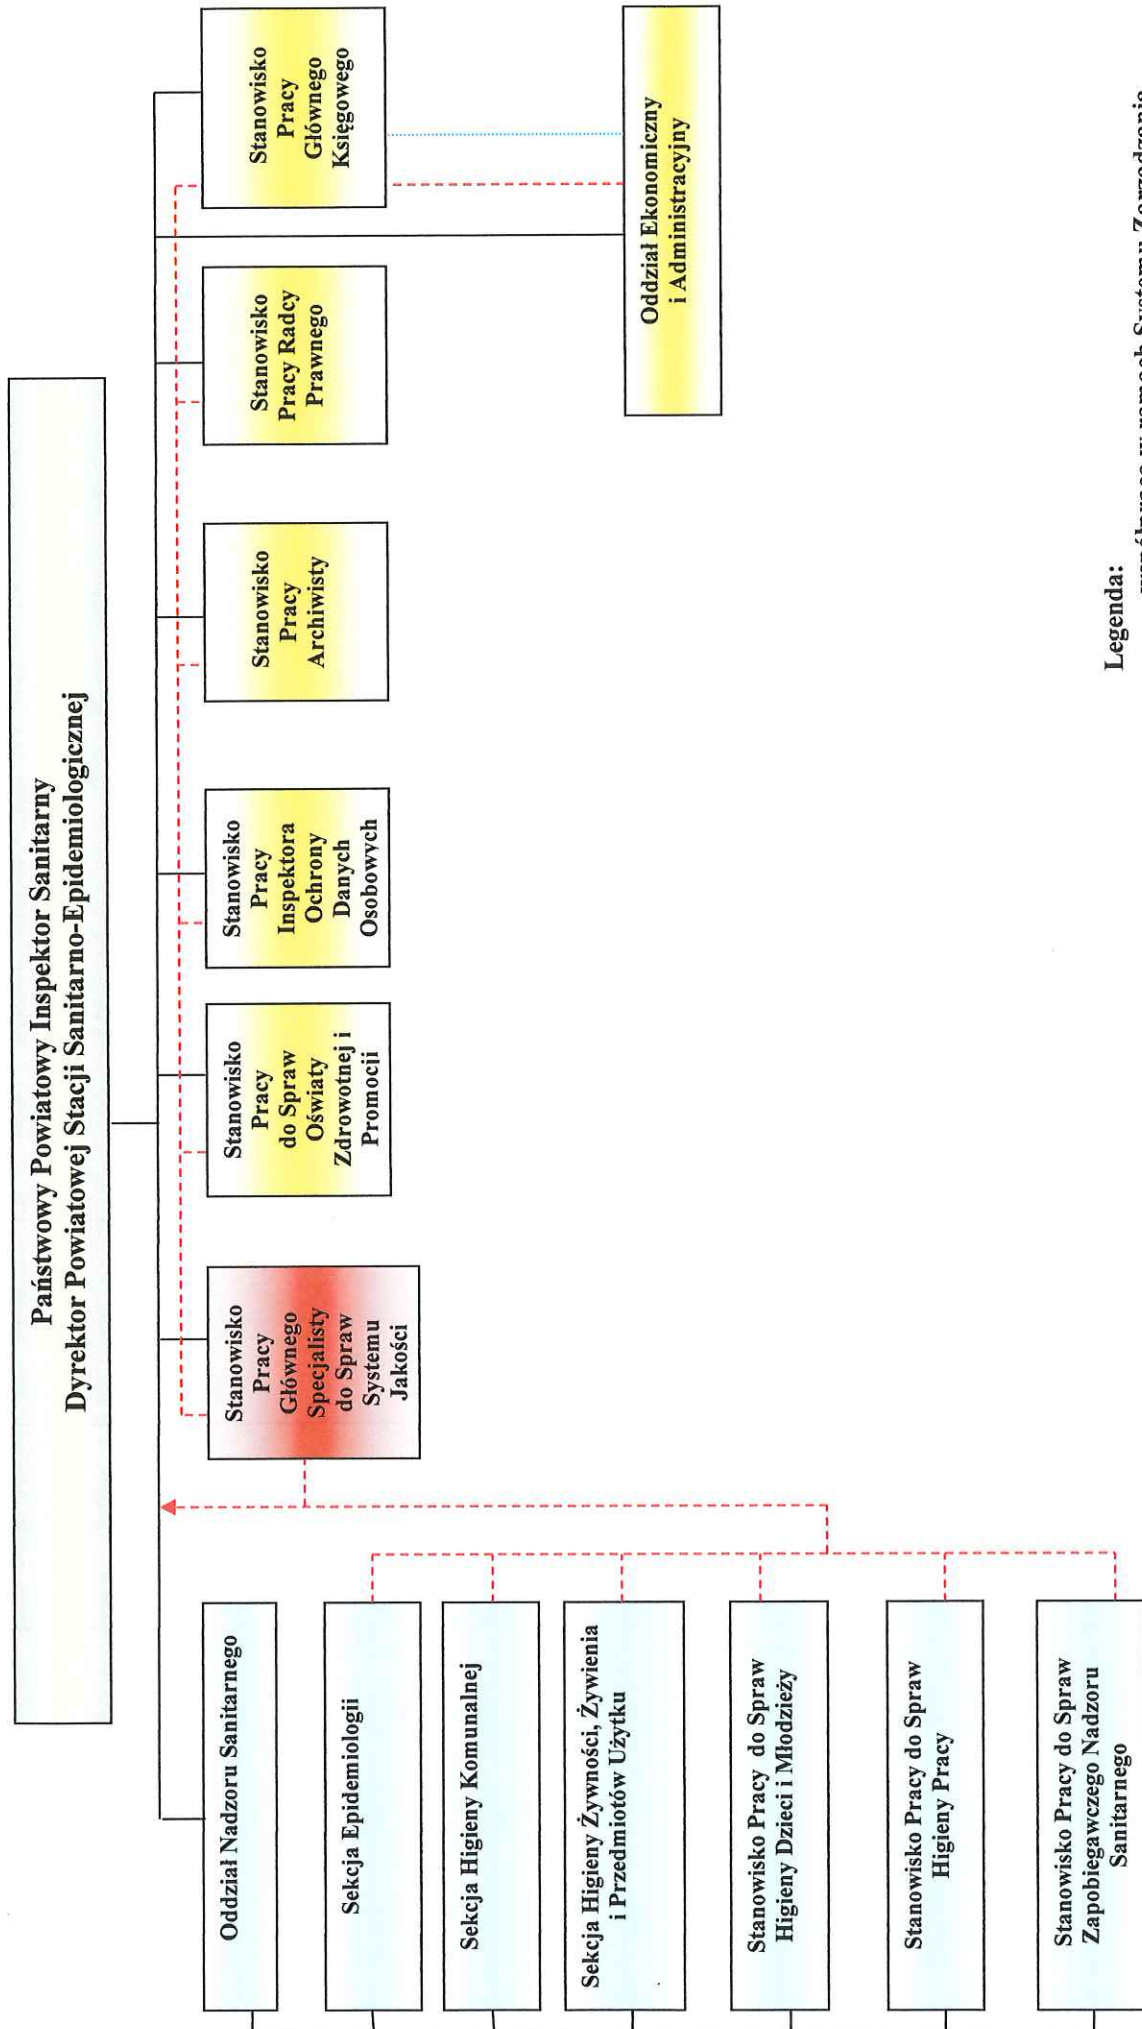 Państwowy Powiatowy Inspektor Sanitarny
Dyrektor Powiatowej Stacji Sanitarno-Epidemiologicznej
Oddział Nadzoru Sanitarnego
Sekcja Epidemiologii
Sekcja Higieny Komunalnej
Sekcja Higieny Żywności, Żywienia
i Przedmiotów Użytku
Stanowisko Pracy do Spraw
Higieny Dzieci i Młodzieży
Stanowisko Pracy do Spraw
Higieny Pracy
Stanowisko Pracy do Spraw
Zapobiegawczego Nadzoru
Sanitarnego
Stanowisko
Pracy
Głównego
Specjalisty
do Spraw
Systemu
Jakości
Stanowisko
Pracy
do Spraw
Oświaty
Zdrowotnej i
Promocji
Stanowisko
Pracy
Inspektora
Ochrony
Danych
Osobowych
Stanowisko
Pracy
Archiwisty
Stanowisko
Pracy Radcy
Prawnego
Stanowisko
Pracy
Głównego
Księgowego
Oddział Ekonomiczny
i Administracyjny
Legenda: